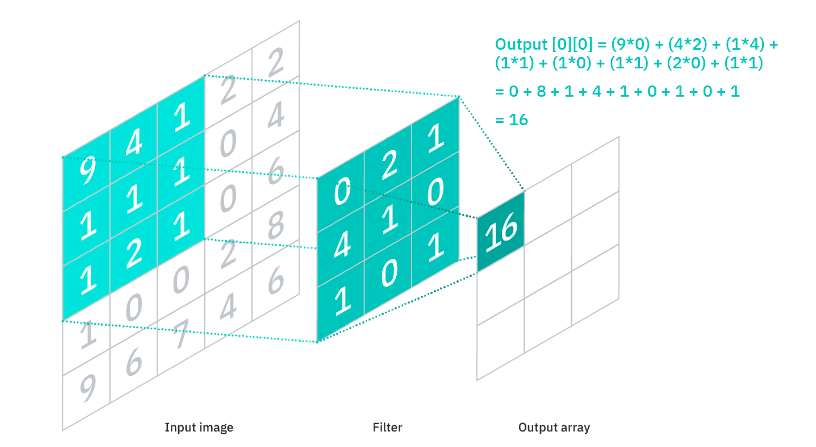 Output [0][0] = (9*0) + (4*2) + (1*4) +
(1*1) + (1*0) + (1*1) + (2*0) + (1*1)
= 0 + 8 + 1 + 4 + 1 + 0 + 1 + 0 + 1
= 16
9 4 1 2 2
1 1 1 0 4
1 2 1 0 6
1 0 0 2 8
9 6 7 4 6
0 2 1
4 1 0
1 0 1
16
Input image
Filter
Output array